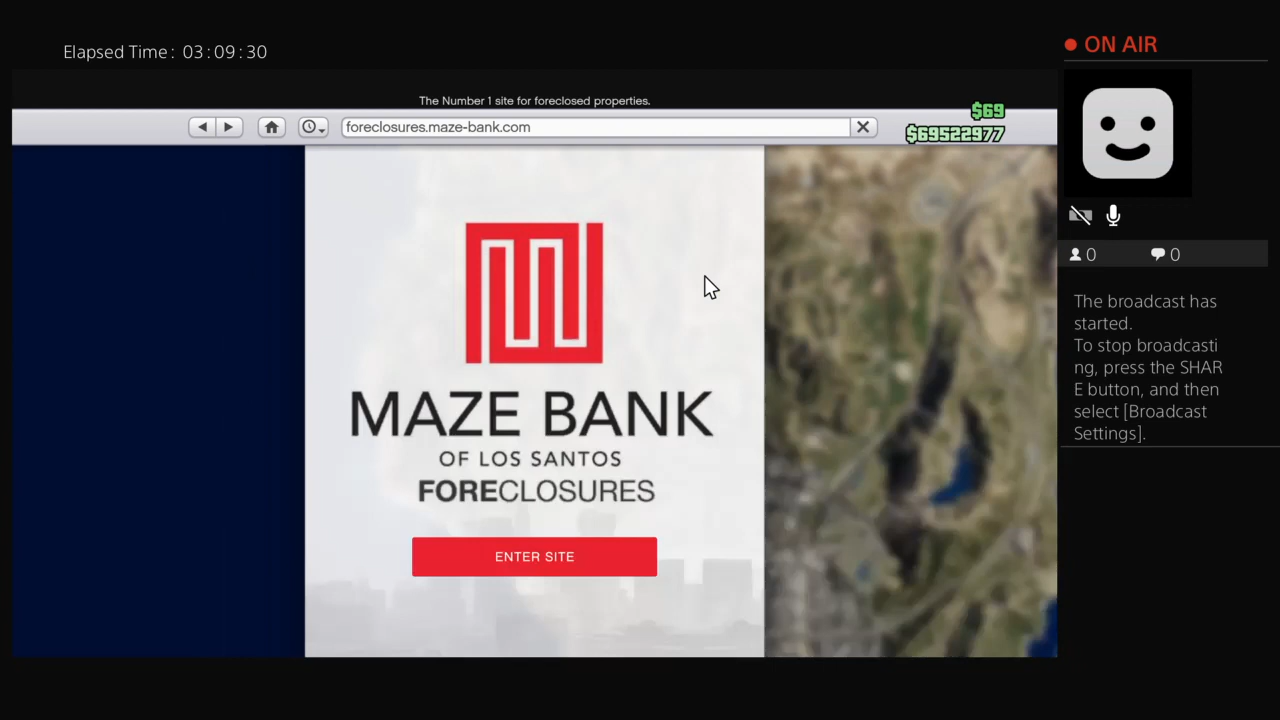 Elapsed Time: 03:09:30
ON AIR
The Number 1 site for foreclosed properties.
$69
foreclosures.maze-bank.com
$69522977
MAZE BANK
OF LOS SANTOS
FORECLOSURES
ENTER SITE
0
0
The broadcast has
started.
To stop broadcasti
ng, press the SHAR
E button, and then
select [Broadcast
Settings].